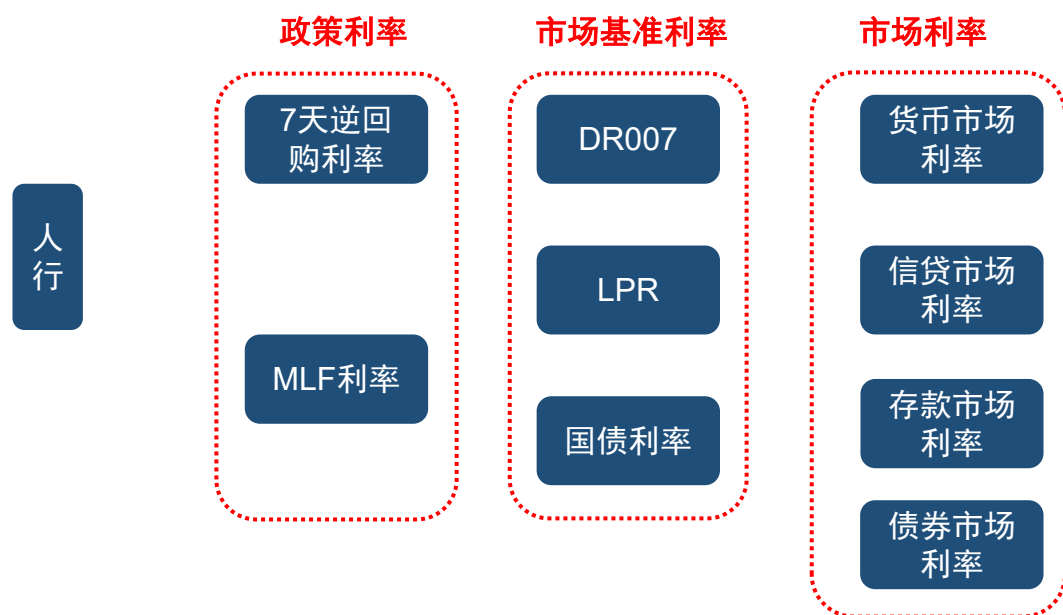 政策利率
市场基准利率
市场利率
人
行
7天逆回
购利率
MLF利率
DR007
LPR
国债利率
货币市场
利率
信贷市场
利率
存款市场
利率
债券市场
利率